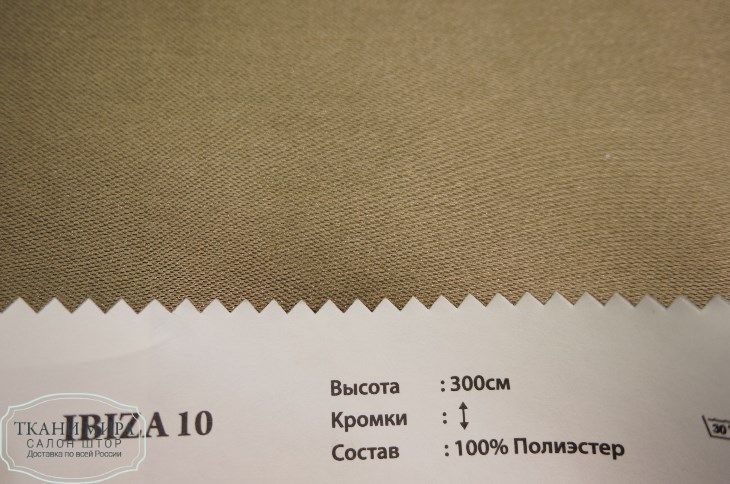 Высота : 300см
Кромки : ↕
Состав : 100% Полиэстер
IBIZA 10
ТКАНИ МИРА
САЛОН ШТОР
Доставка по всей России
30